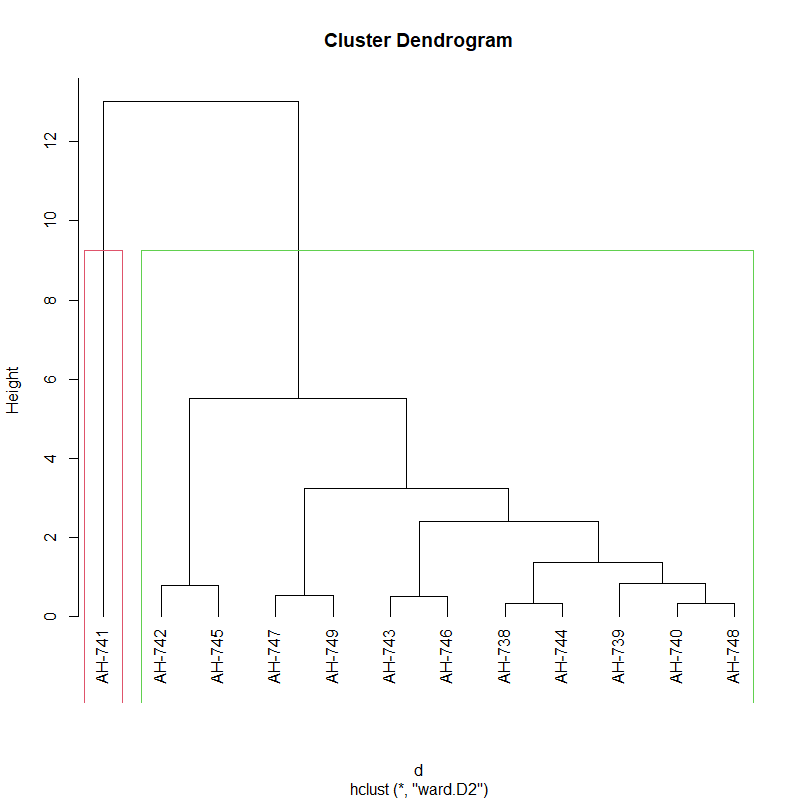 Cluster Dendrogram
Height
12
10
8
6
4
2
0
AH-741
AH-742
AH-745
AH-747
AH-749
AH-743
AH-746
AH-738
AH-744
AH-739
AH-740
AH-748
d
hclust (*, "ward.D2")